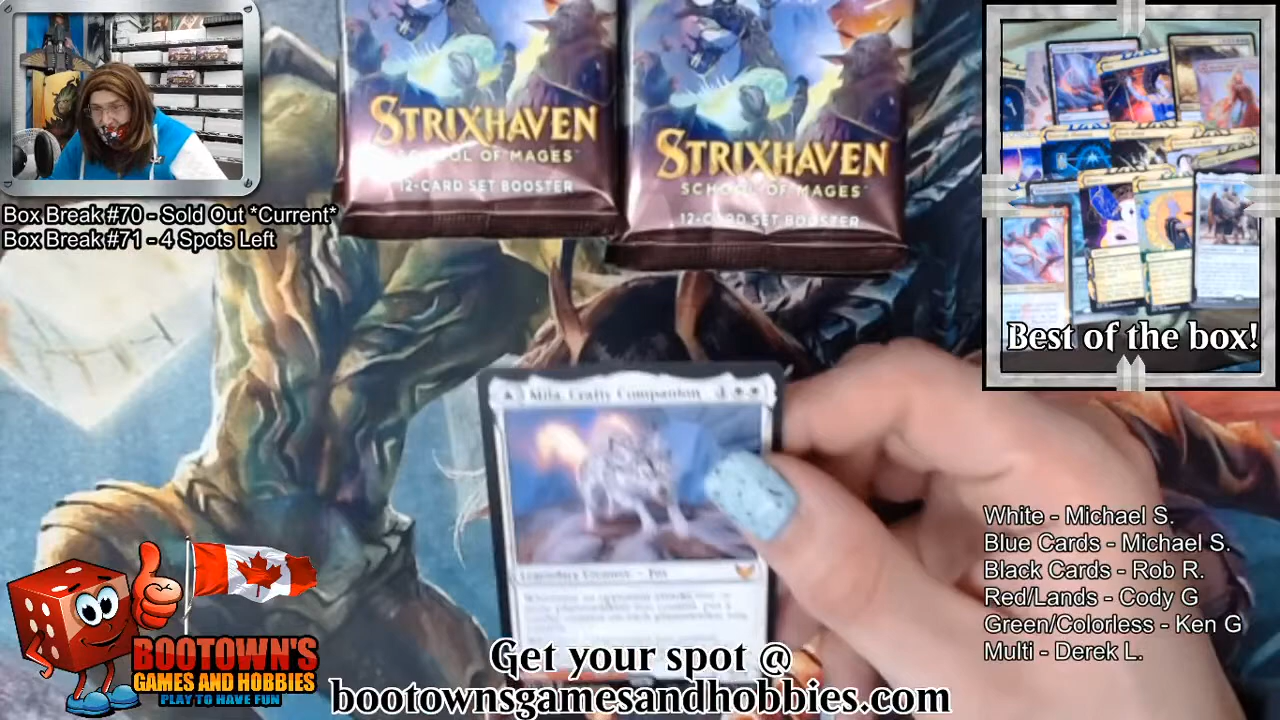 STRIXHAVEN
SCHOOL OF MAGES
12-CARD SET BOOSTER
STRIXHAVEN
SCHOOL OF MAGES
12-CARD SET BOOSTER
Box Break #70 - Sold Out *Current*
Box Break #71 - 4 Spots Left
Best of the box!
Mila, Crafty Companion
Legendary Creature — Fox
White - Michael S.
Blue Cards - Michael S.
Black Cards - Rob R.
Red/Lands - Cody G
Green/Colorless - Ken G
Multi - Derek L.
BOOTOWN'S
GAMES AND HOBBIES
PLAY TO HAVE FUN
Get your spot @
bootownsgamesandhobbies.com